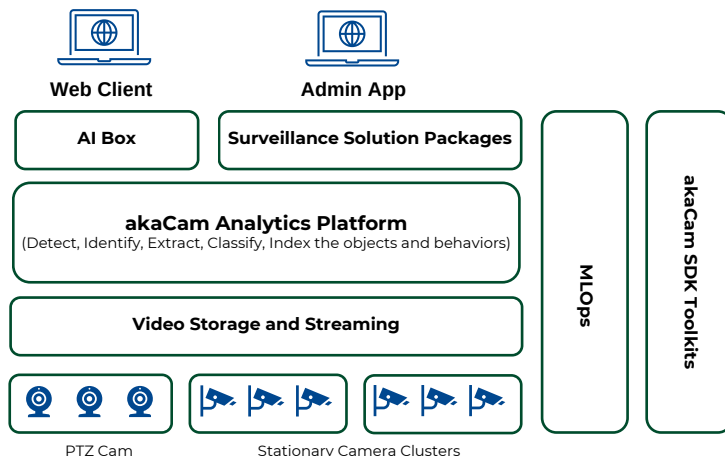 Web Client
Admin App
AI Box
Surveillance Solution Packages
akaCam Analytics Platform
(Detect, Identify, Extract, Classify, Index the objects and behaviors)
Video Storage and Streaming
PTZ Cam
Stationary Camera Clusters
MLOps
akaCam SDK Toolkits